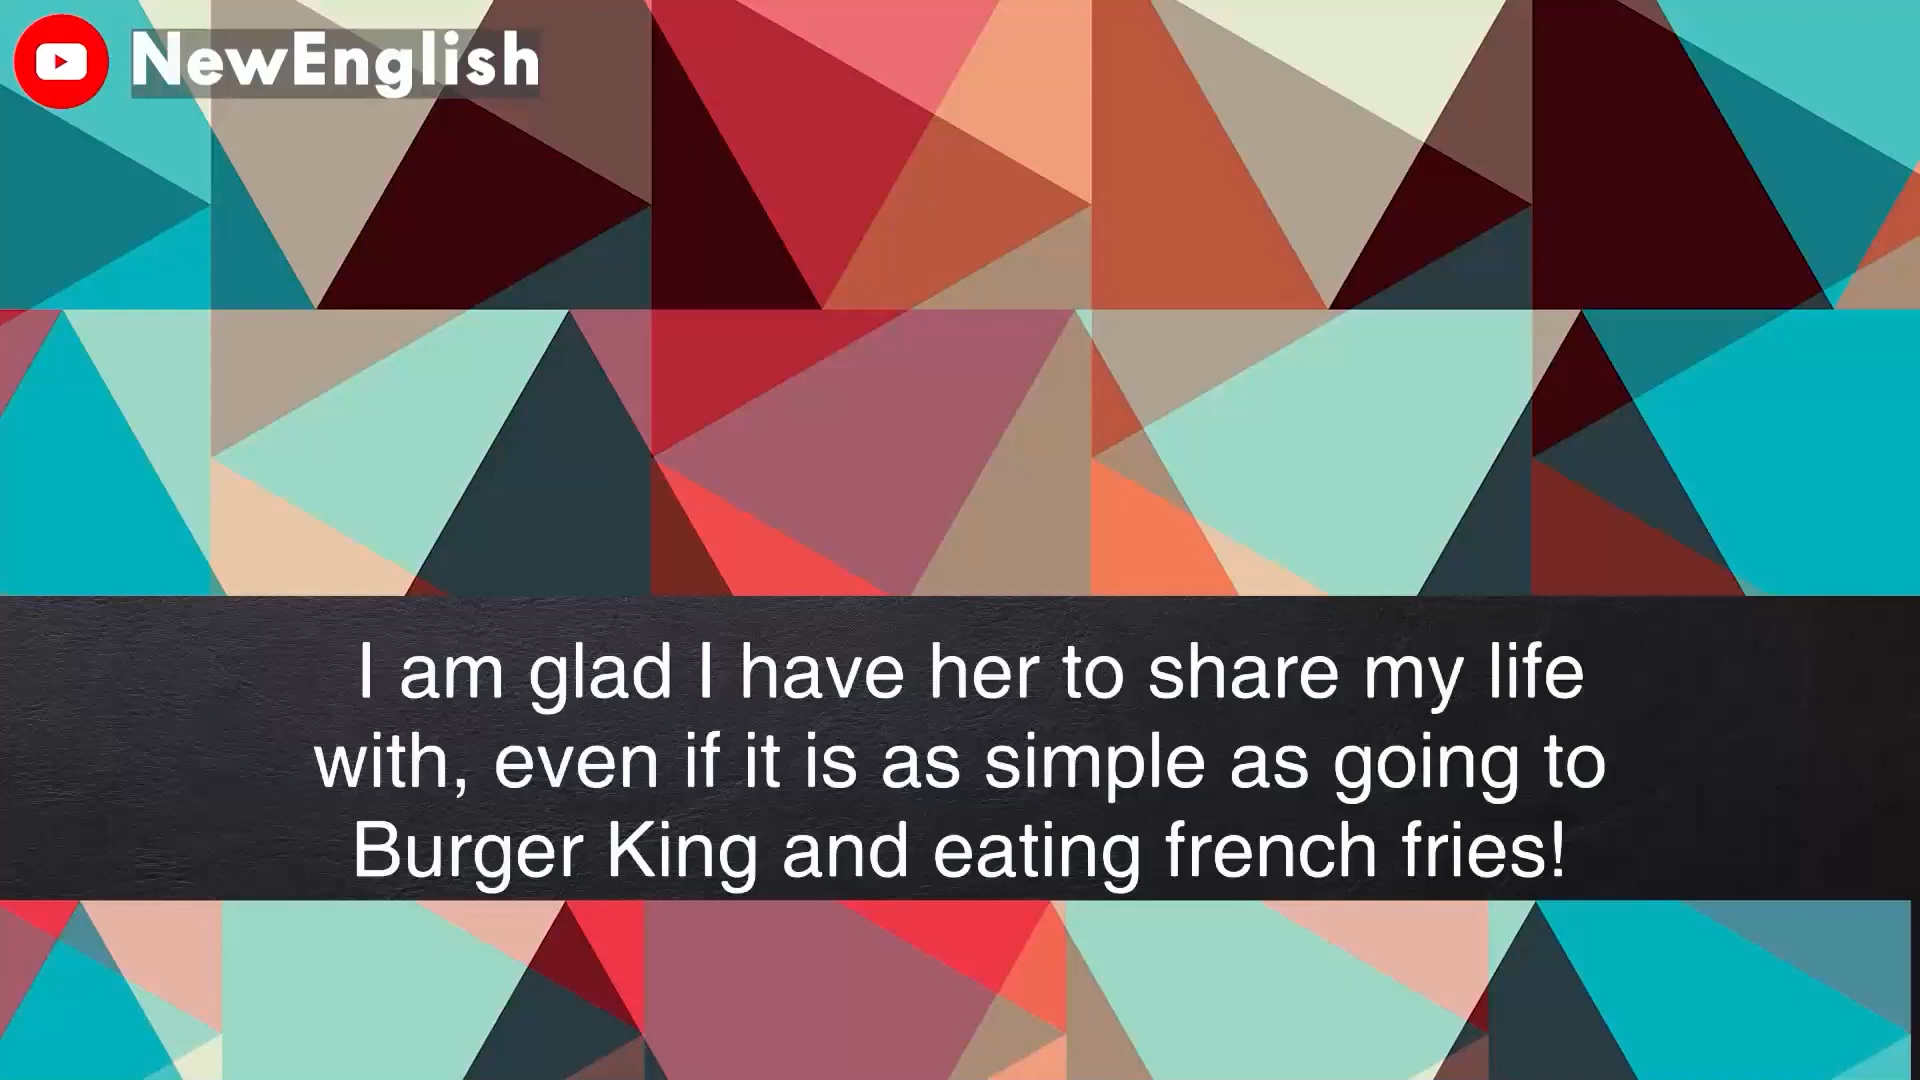 NewEnglish
I am glad I have her to share my life
with, even if it is as simple as going to
Burger King and eating french fries!